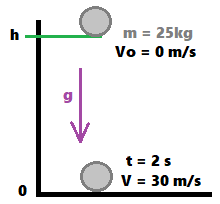 h
m = 25kg
Vo = 0 m/s
g
t = 2 s
V = 30 m/s
0